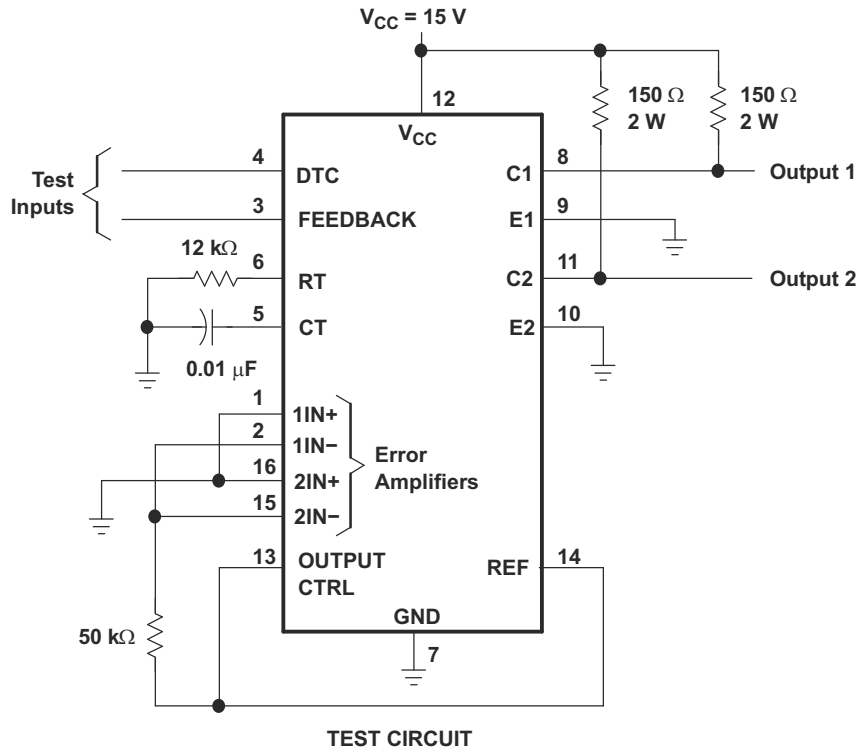 VCC = 15 V
12
VCC
150 Ω
2 W
150 Ω
2 W
Test
Inputs
4
DTC
C1
8
Output 1
3
FEEDBACK
E1
9
12 kΩ
6
RT
C2
11
Output 2
5
CT
E2
10
0.01 μF
1
1IN+
2
1IN−
16
2IN+
15
2IN−
Error
Amplifiers
13
OUTPUT
CTRL
REF
14
50 kΩ
GND
7
TEST CIRCUIT